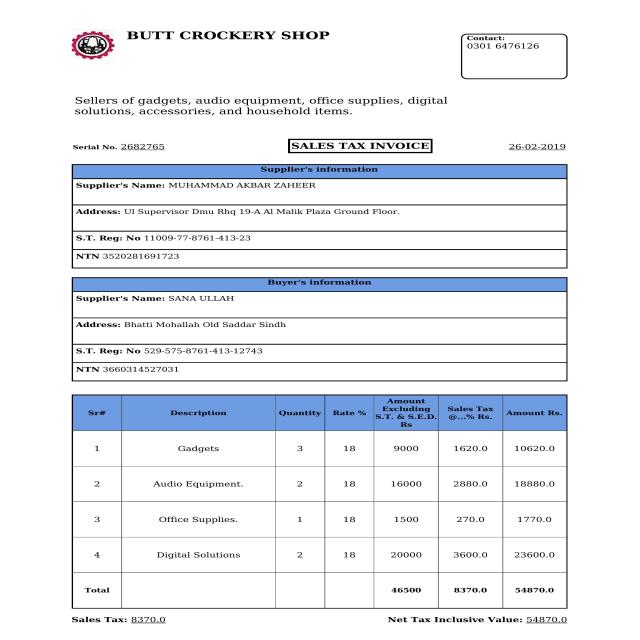 BUTT CROCKERY SHOP
Contact:
0301 6476126
Sellers of gadgets, audio equipment, office supplies, digital
solutions, accessories, and household items.
Serial No. 2682765 SALES TAX INVOICE 26-02-2019
Supplier's information
Supplier's Name: MUHAMMAD AKBAR ZAHEER
Address: Ul Supervisor Dmu Rhq 19-A Al Malik Plaza Ground Floor.
S.T. Reg: No 11009-77-8761-413-23
NTN 3520281691723
Buyer's information
Supplier's Name: SANA ULLAH
Address: Bhatti Mohallah Old Saddar Sindh
S.T. Reg: No 529-575-8761-413-12743
NTN 3660314527031
Sr# Description Quantity Rate % Amount Excluding S.T. & S.E.D. Rs Sales Tax @...% Rs. Amount Rs.
1 Gadgets 3 18 9000 1620.0 10620.0
2 Audio Equipment. 2 18 16000 2880.0 18880.0
3 Office Supplies. 1 18 1500 270.0 1770.0
4 Digital Solutions 2 18 20000 3600.0 23600.0
Total 46500 8370.0 54870.0
Sales Tax: 8370.0 Net Tax Inclusive Value: 54870.0